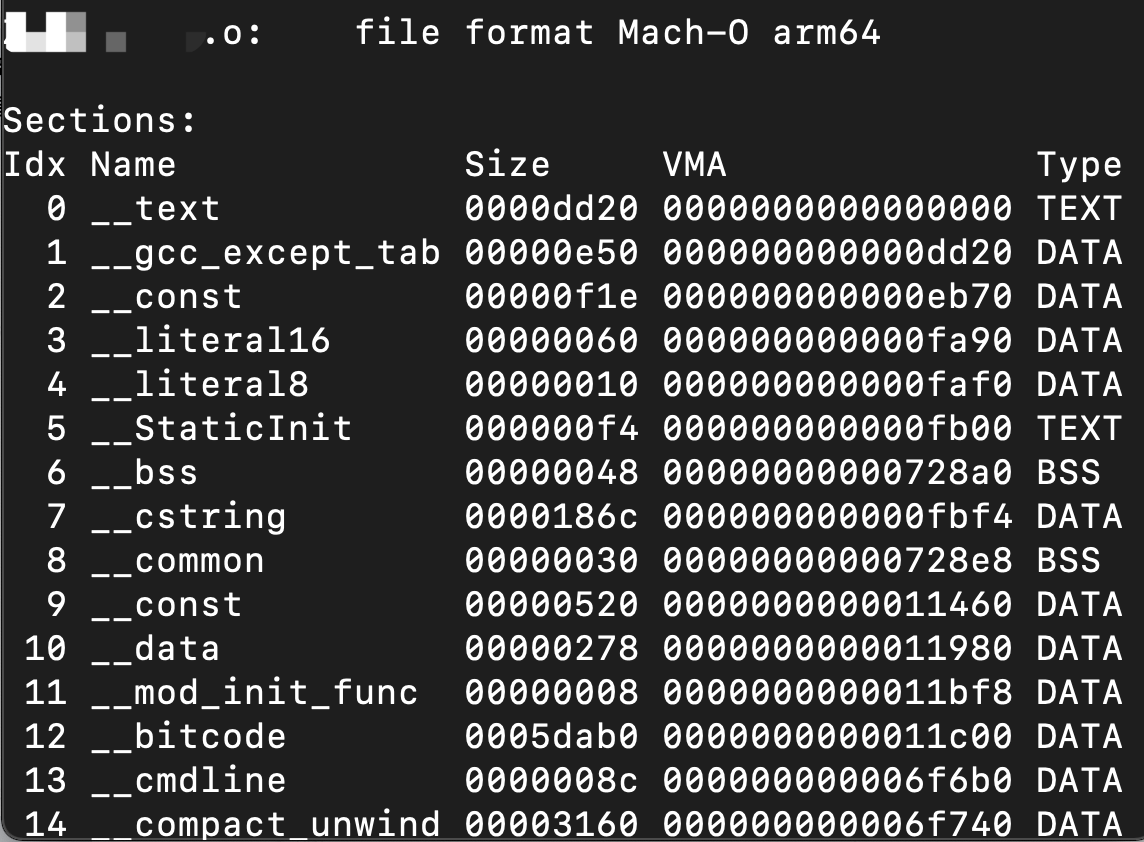 .o:    file format Mach-O arm64
Sections:
Idx Name Size VMA Type
0 __text 0000dd20 0000000000000000 TEXT
1 __gcc_except_tab 00000e50 000000000000dd20 DATA
2 __const 00000f1e 000000000000eb70 DATA
3 __literal16 00000060 000000000000fa90 DATA
4 __literal8 00000010 000000000000faf0 DATA
5 __StaticInit 000000f4 000000000000fb00 TEXT
6 __bss 00000048 00000000000728a0 BSS
7 __cstring 0000186c 000000000000fbf4 DATA
8 __common 00000030 00000000000728e8 BSS
9 __const 00000520 0000000000011460 DATA
10 __data 00000278 0000000000011980 DATA
11 __mod_init_func 00000008 0000000000011bf8 DATA
12 __bitcode 0005dab0 0000000000011c00 DATA
13 __cmdline 0000008c 000000000006f6b0 DATA
14 __compact_unwind 00003160 000000000006f740 DATA